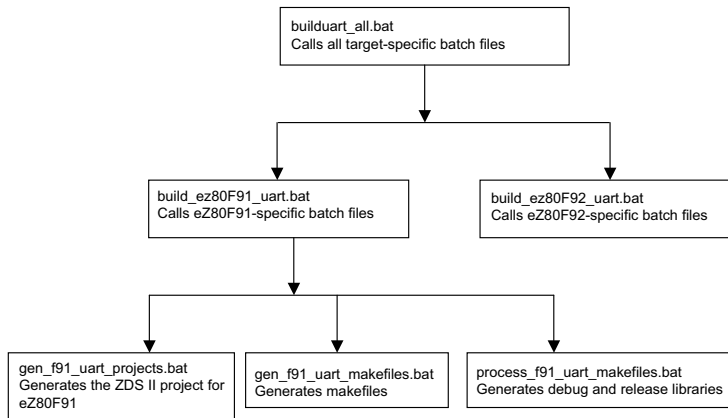 builduart_all.bat
Calls all target-specific batch files
build_ez80F91_uart.bat
Calls eZ80F91-specific batch files
build_ez80F92_uart.bat
Calls eZ80F92-specific batch files
gen_f91_uart_projects.bat
Generates the ZDS II project for
eZ80F91
gen_f91_uart_makefiles.bat
Generates makefiles
process_f91_uart_makefiles.bat
Generates debug and release libraries